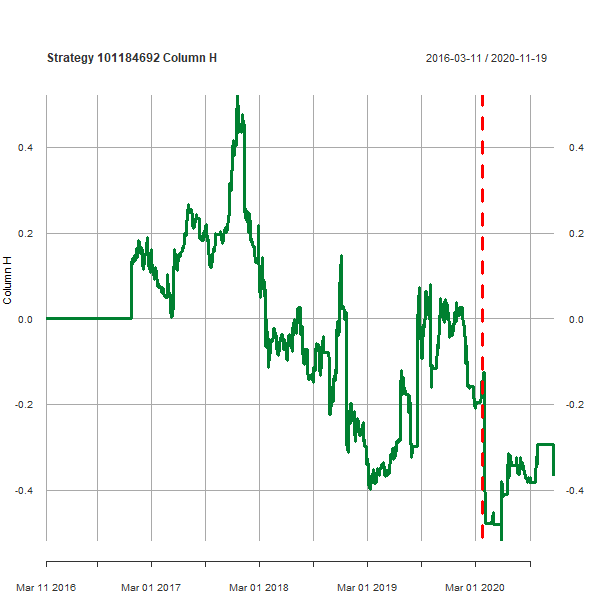 Strategy 101184692 Column H 2016-03-11 / 2020-11-19
0.4 0.4
0.2 0.2
0.0 0.0
-0.2 -0.2
-0.4 -0.4
Column H
Mar 11 2016 Mar 01 2017 Mar 01 2018 Mar 01 2019 Mar 01 2020